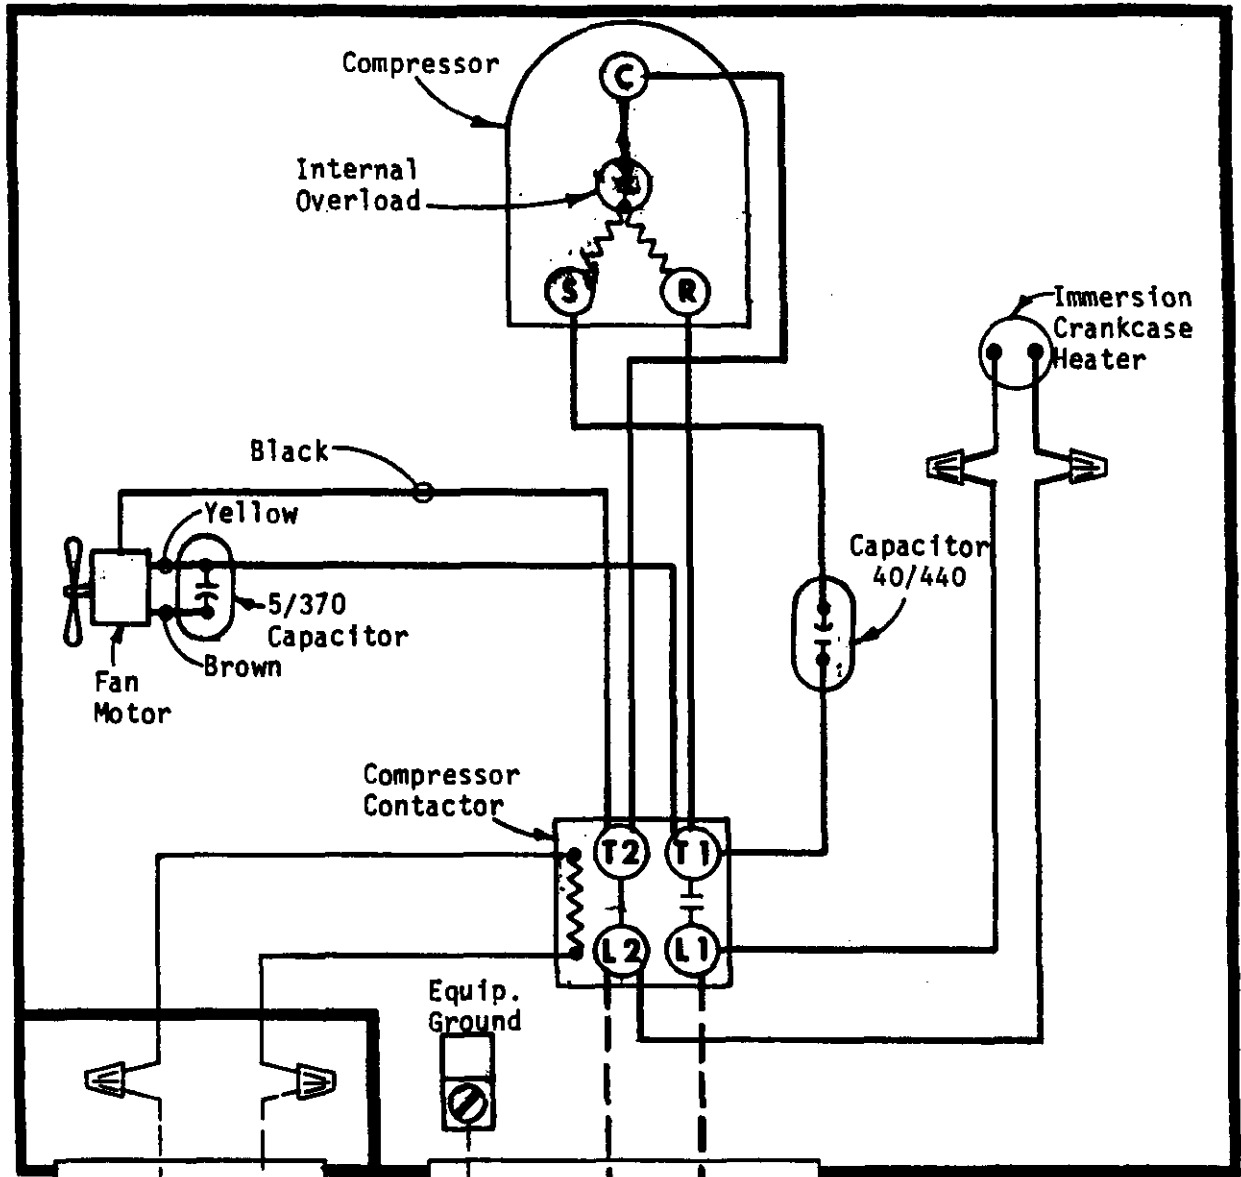 Compressor
C
Internal
Overload
S
R
Immersion
Crankcase
Heater
Black
Yellow
Capacitor
40/440
5/370
Capacitor
Brown
Fan
Motor
Compressor
Contactor
T2
T1
L2
L1
Equip.
Ground